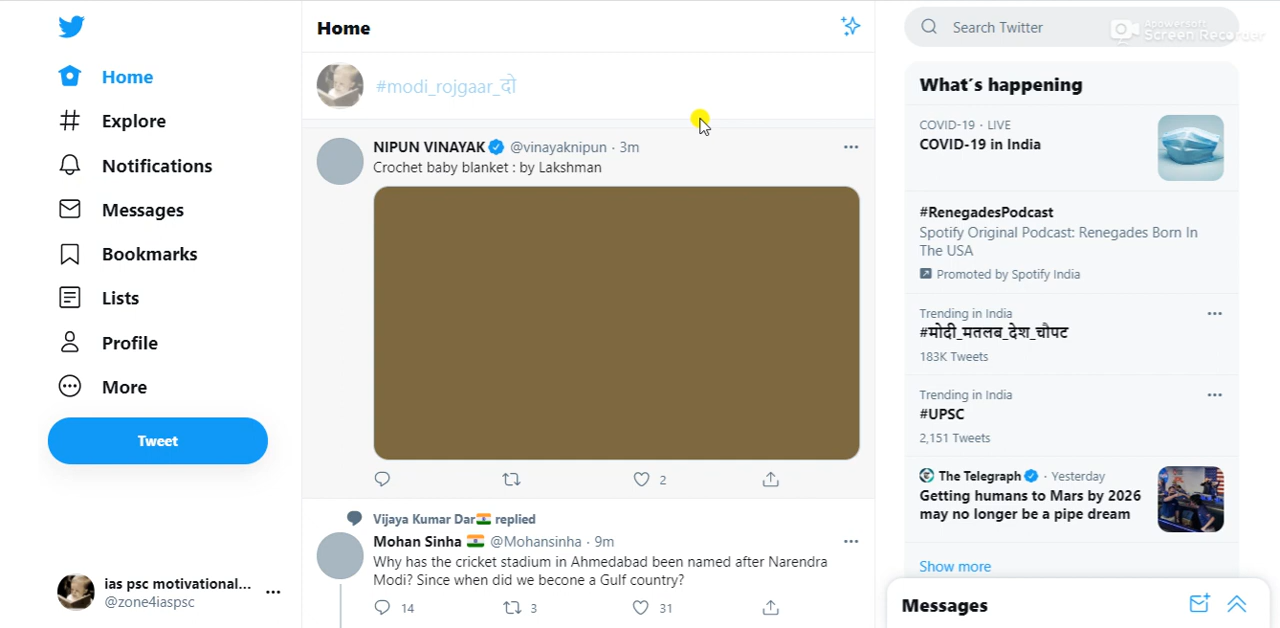 Home
Explore
Notifications
Messages
Bookmarks
Lists
Profile
More
Tweet
ias psc motivational...
@zone4iaspsc
Home
#modi_rojgaar_दो
NIPUN VINAYAK @vinayaknipun · 3m
Crochet baby blanket : by Lakshman
2
Vijaya Kumar Dar replied
Mohan Sinha @Mohansinha · 9m
Why has the cricket stadium in Ahmedabad been named after Narendra
Modi? Since when did we become a Gulf country?
14 3 31
Search Twitter
Apowersoft
Screen Recorder
What's happening
COVID-19 · LIVE
COVID-19 in India
#RenegadesPodcast
Spotify Original Podcast: Renegades Born In
The USA
Promoted by Spotify India
Trending in India
#मोदी_मतलब_देश_चौपट
183K Tweets
Trending in India
#UPSC
2,151 Tweets
The Telegraph · Yesterday
Getting humans to Mars by 2026
may no longer be a pipe dream
Show more
Messages